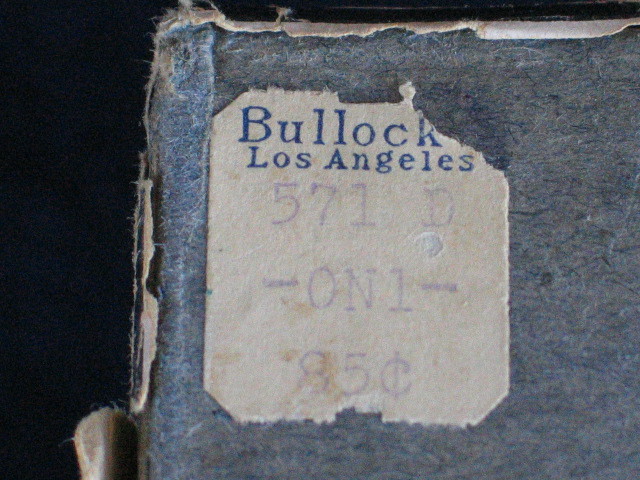 Bullock
Los Angeles
571 D
-ON1-
85¢